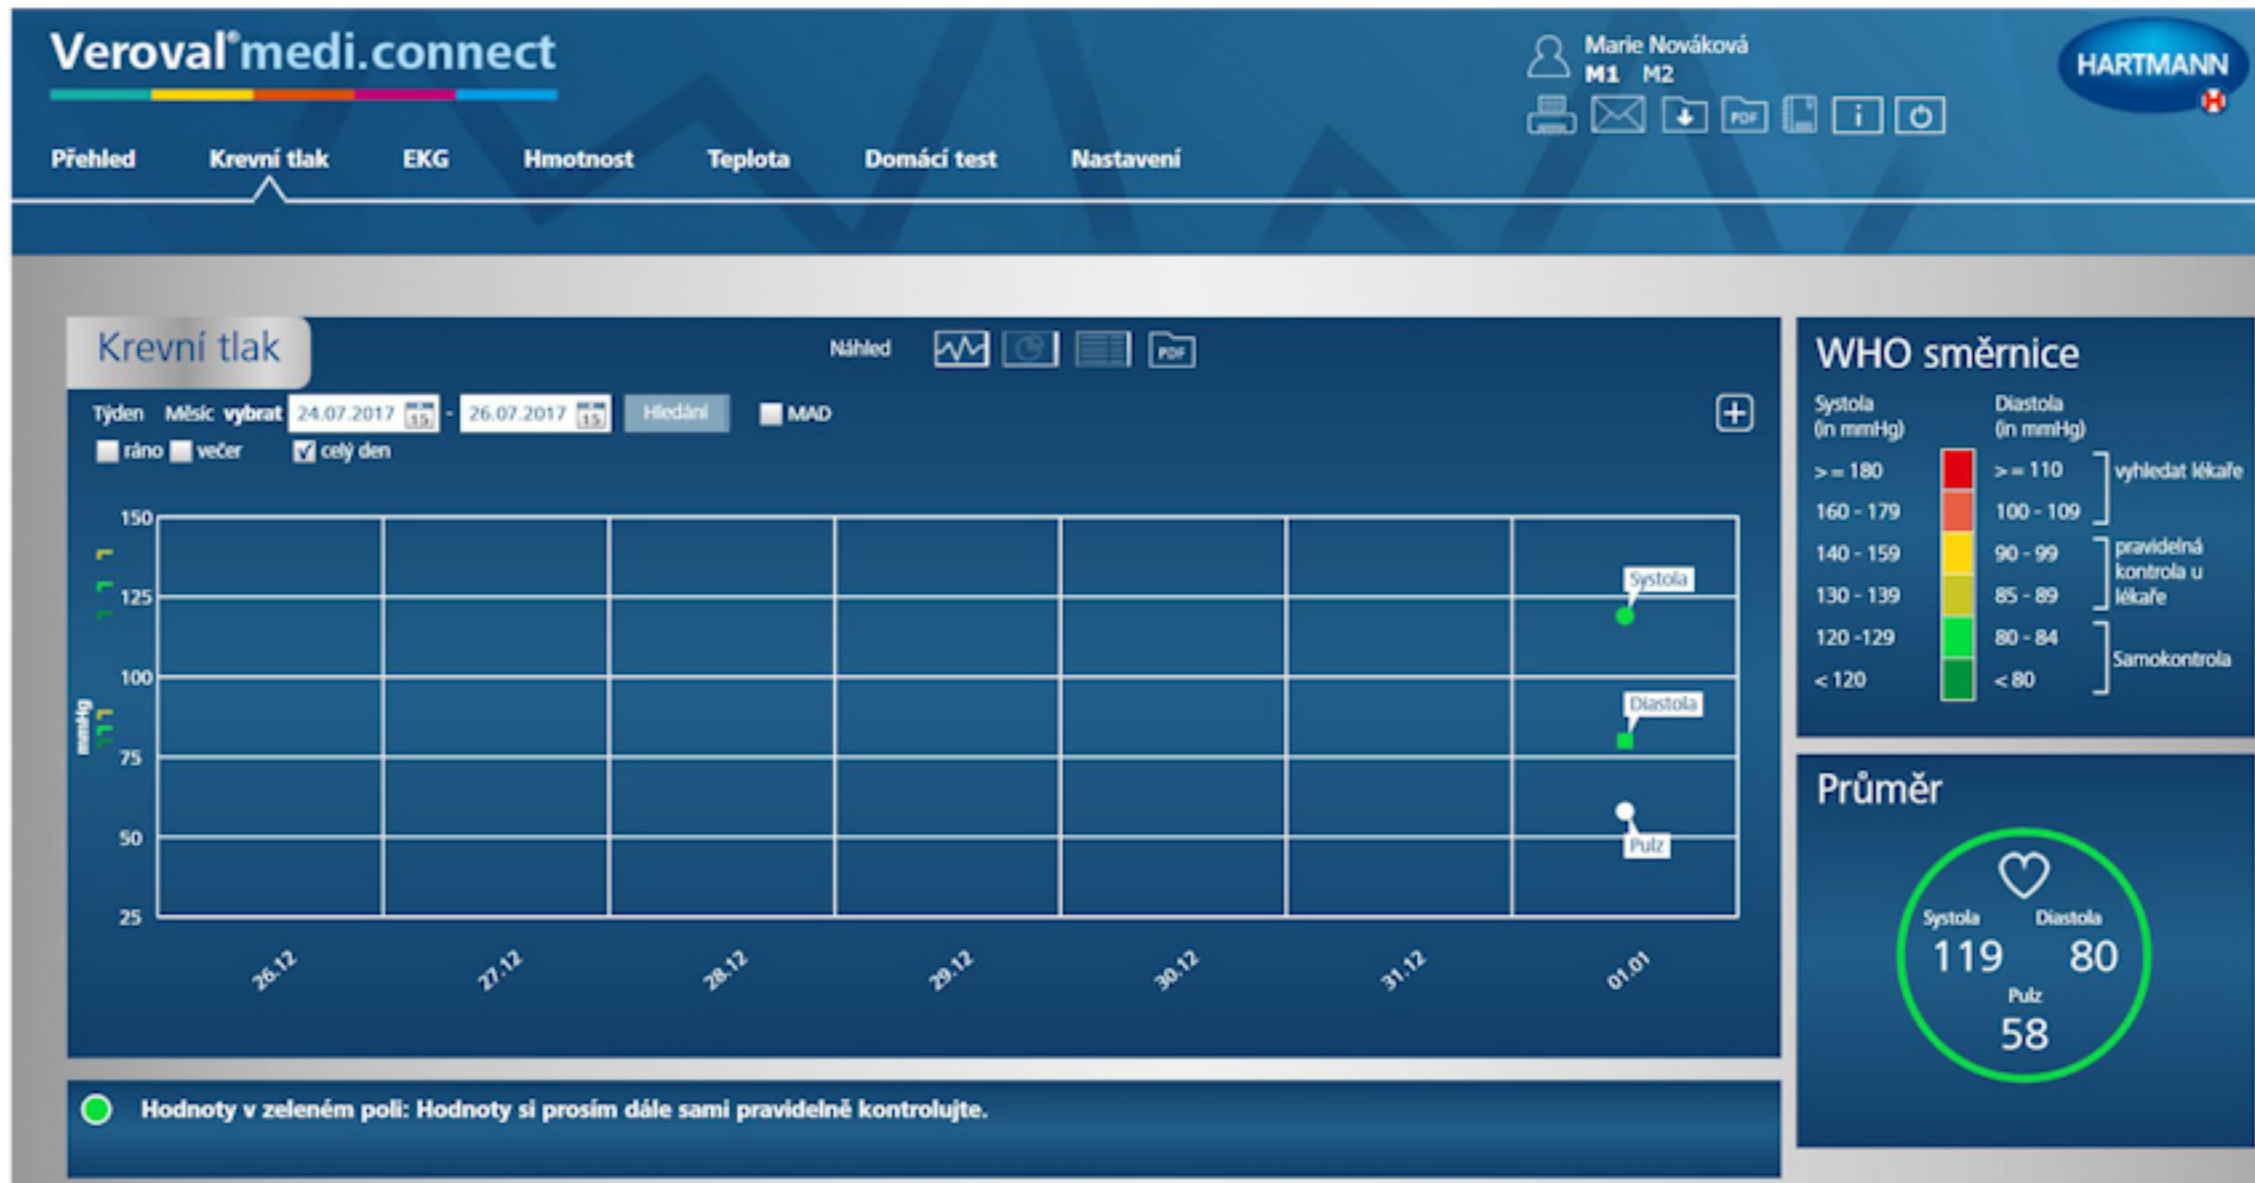 Veroval®medi.connect
Marie Nováková
M1 M2
HARTMANN
PDF
i
Přehled Krevní tlak EKG Hmotnost Teplota Domácí test Nastavení
Krevní tlak
Náhled
PDF
Týden Měsíc vybrat 24.07.2017 15 - 26.07.2017 15 Hledání MAD
ráno večer celý den
150
125
100
75
50
25
mmHg
Systola
Diastola
Pulz
26.12 27.12 28.12 29.12 30.12 31.12 01.01
Hodnoty v zeleném poli: Hodnoty si prosím dále sami pravidelně kontrolujte.
WHO směrnice
Systola Diastola
(in mmHg) (in mmHg)
> = 180 > = 110 vyhledat lékaře
160 - 179 100 - 109
140 - 159 90 - 99 pravidelná
kontrola u
130 - 139 85 - 89 lékaře
120 -129 80 - 84
Samokontrola
< 120 < 80
Průměr
Systola Diastola
119 80
Pulz
58